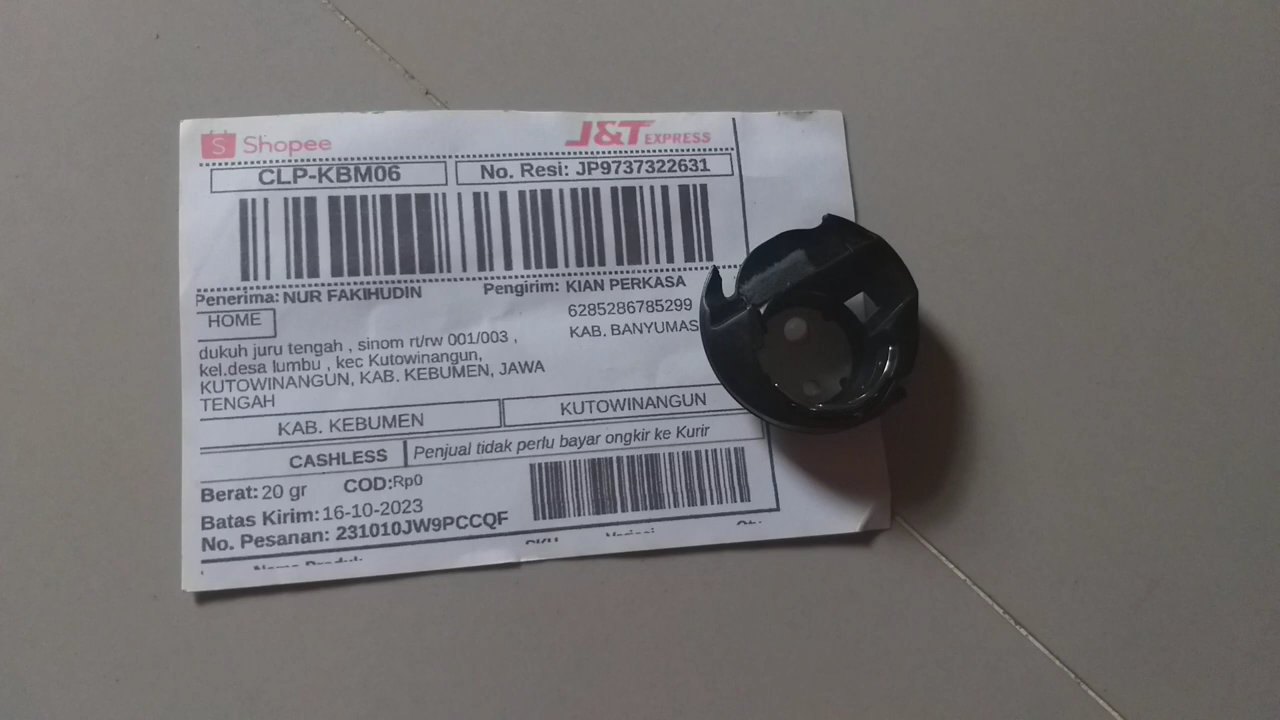 Shopee
J&T EXPRESS
CLP-KBM06
No. Resi: JP9737322631
Penerima: NUR FAKIHUDIN
Pengirim: KIAN PERKASA
HOME
6285286785299
KAB. BANYUMAS
dukuh juru tengah , sinom rt/rw 001/003 ,
kel.desa lumbu , kec Kutowinangun,
KUTOWINANGUN, KAB. KEBUMEN, JAWA
TENGAH
KAB. KEBUMEN
KUTOWINANGUN
CASHLESS
Penjual tidak perlu bayar ongkir ke Kurir
Berat: 20 gr
COD:Rp0
Batas Kirim: 16-10-2023
No. Pesanan: 231010JW9PCCQF